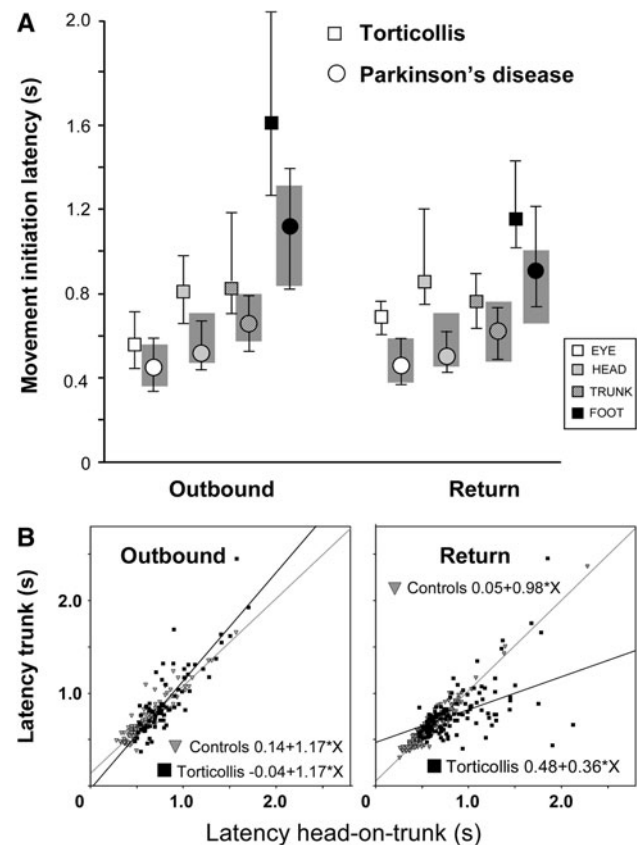 A
Movement initiation latency (s)
2.0
1.6
1.2
0.8
0.4
0
Torticollis
Parkinson's disease
EYE
HEAD
TRUNK
FOOT
Outbound
Return
B
Latency trunk (s)
2.0
1.0
Outbound
Controls 0.14+1.17*X
Torticollis -0.04+1.17*X
1.0
2.0
Return
Controls 0.05+0.98*X
Torticollis 0.48+0.36*X
1.0
2.0
Latency head-on-trunk (s)